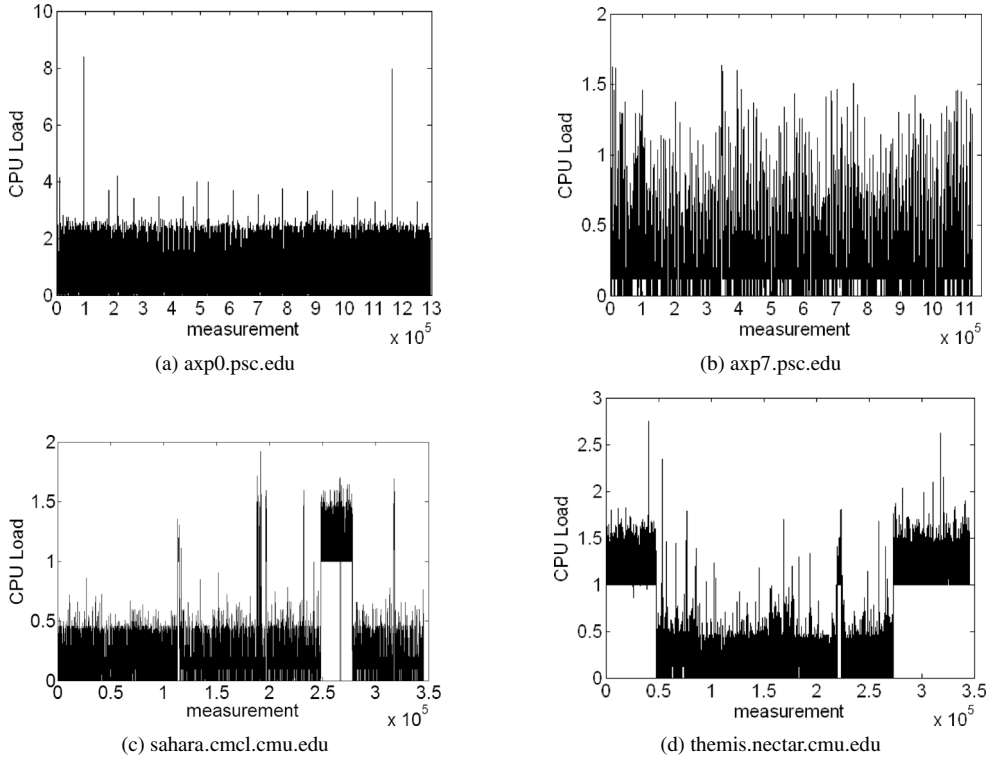 10
8
6
4
2
0
CPU Load
0 1 2 3 4 5 6 7 8 9 10 11 12 13
measurement
x 10^5
(a) axp0.psc.edu
2
1.5
1
0.5
0
CPU Load
0 1 2 3 4 5 6 7 8 9 10 11
measurement
x 10^5
(b) axp7.psc.edu
2
1.5
1
0.5
0
CPU Load
0 0.5 1 1.5 2 2.5 3 3.5
measurement
x 10^5
(c) sahara.cmcl.cmu.edu
3
2.5
2
1.5
1
0.5
0
CPU Load
0 0.5 1 1.5 2 2.5 3 3.5
measurement
x 10^5
(d) themis.nectar.cmu.edu